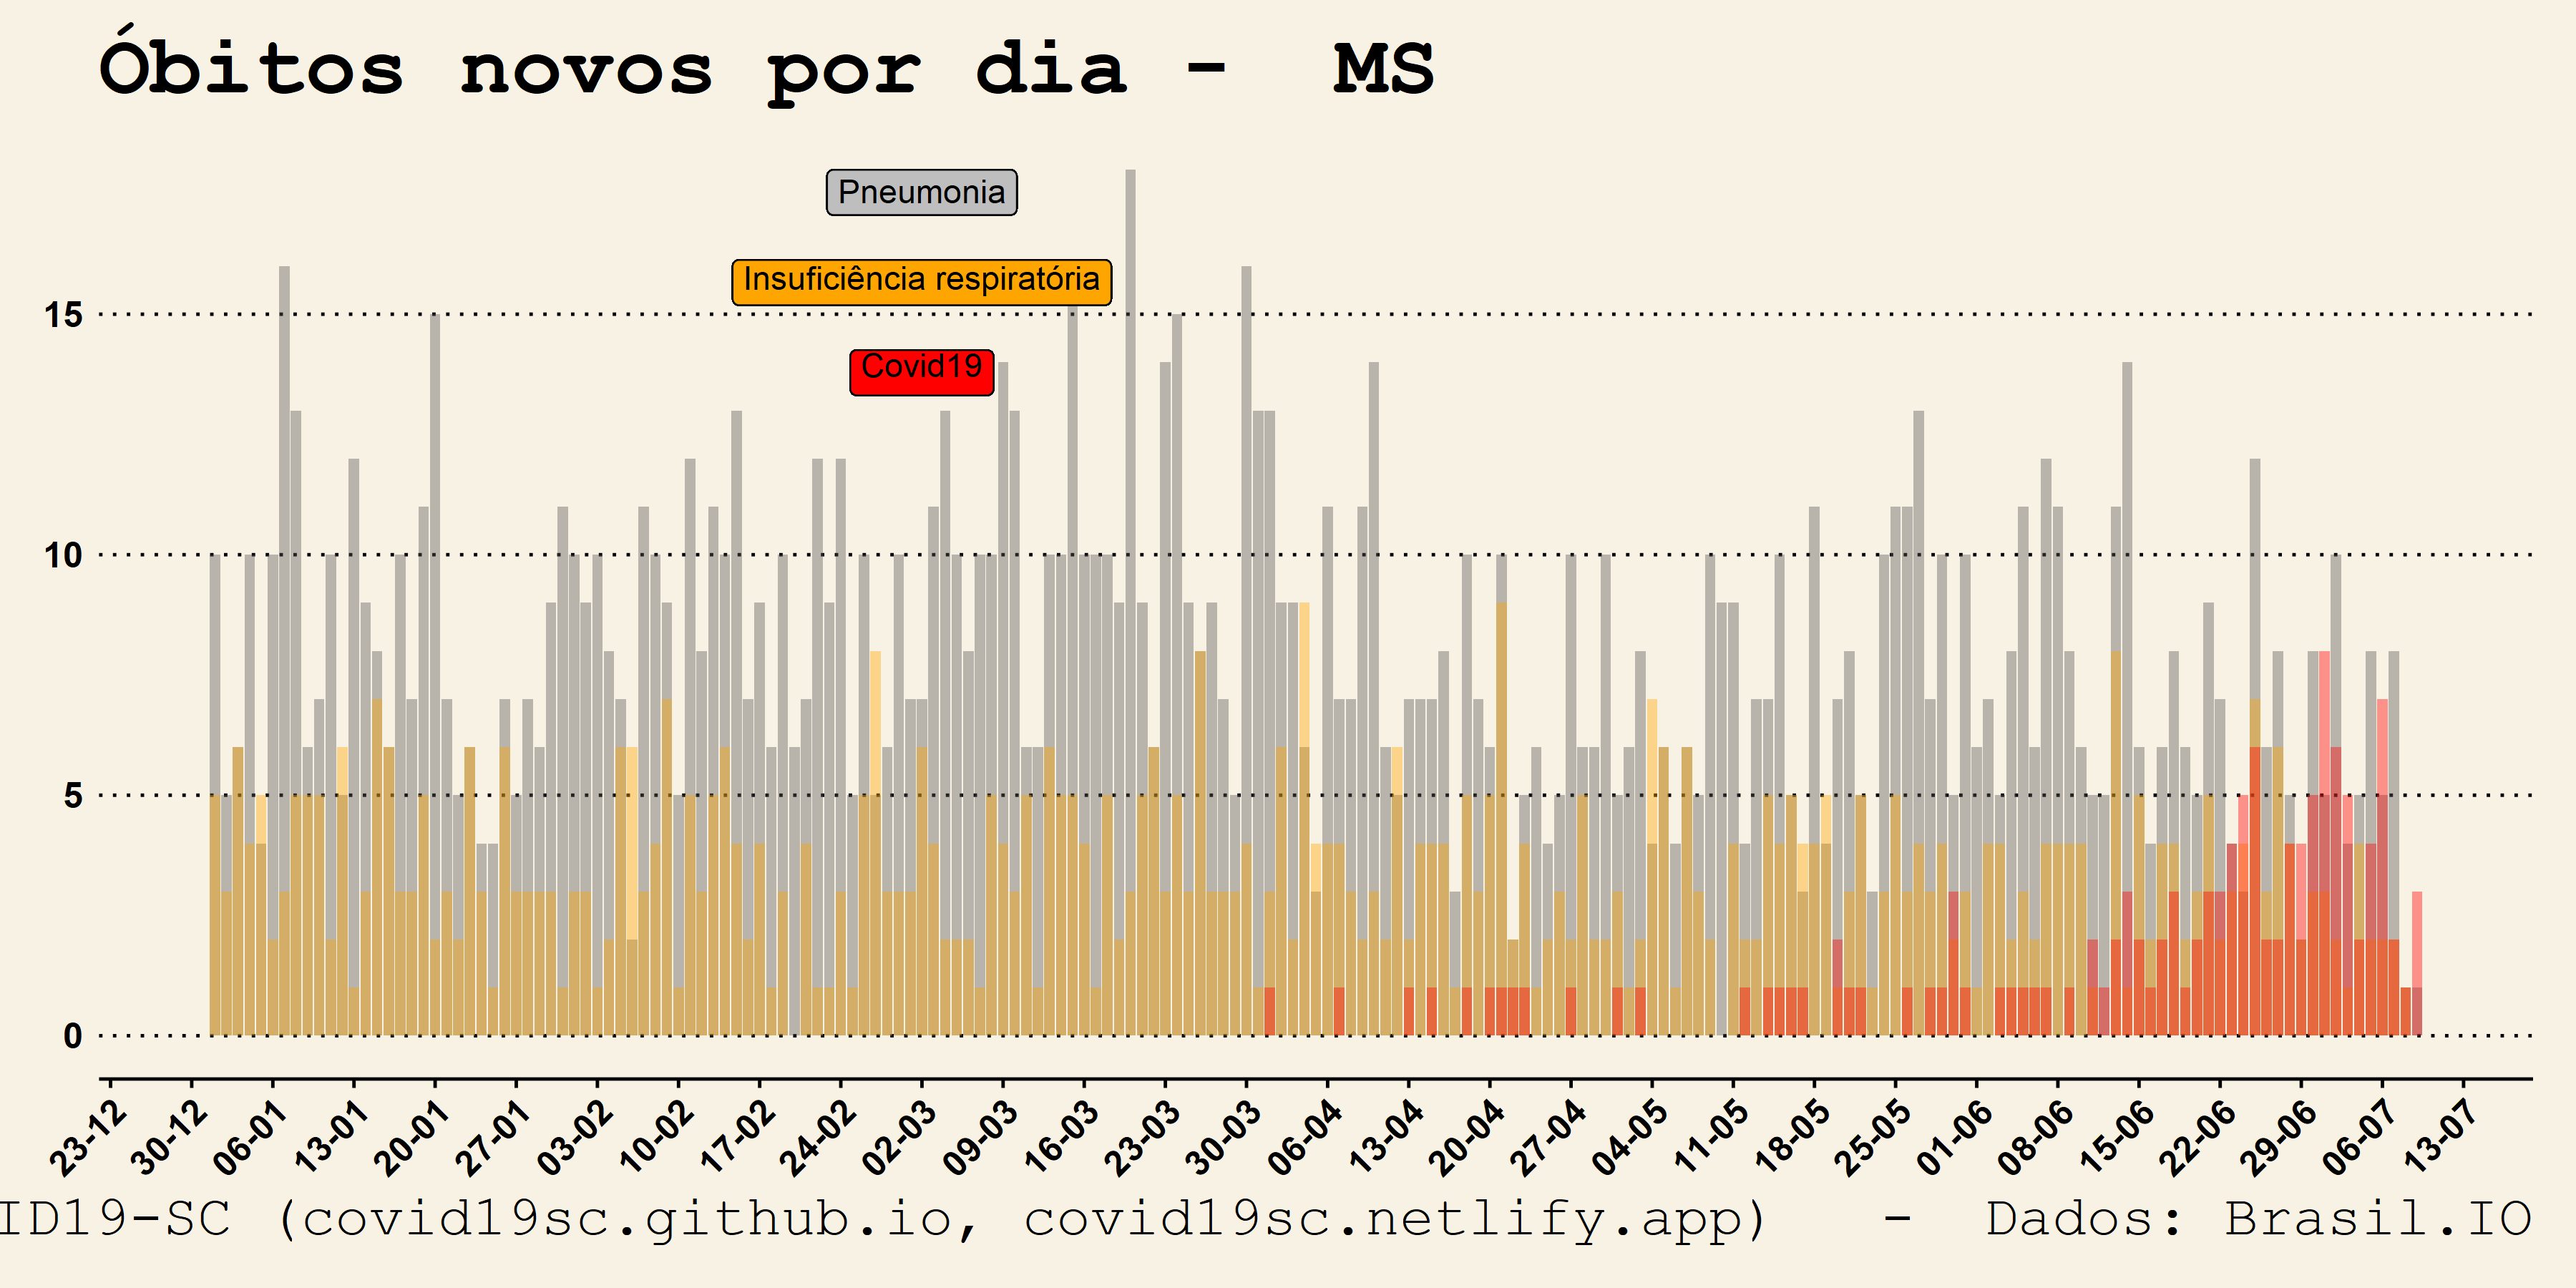 Óbitos novos por dia - MS
Pneumonia
Insuficiência respiratória
Covid19
15
10
5
0
23-12 30-12 06-01 13-01 20-01 27-01 03-02 10-02 17-02 24-02 02-03 09-03 16-03 23-03 30-03 06-04 13-04 20-04 27-04 04-05 11-05 18-05 25-05 01-06 08-06 15-06 22-06 29-06 06-07 13-07
ID19-SC (covid19sc.github.io, covid19sc.netlify.app) - Dados: Brasil.IO